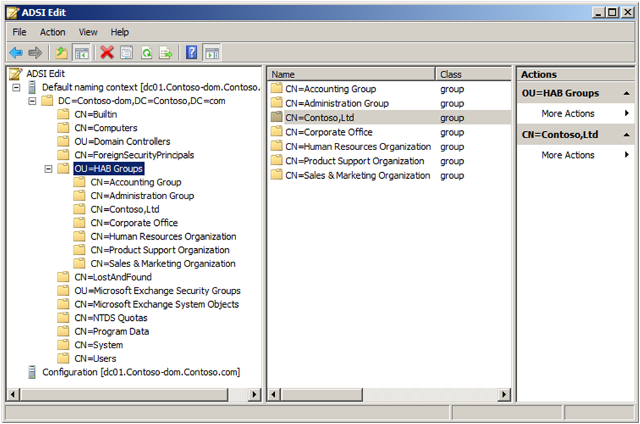 ADSI Edit
File Action View Help
ADSI Edit
Default naming context [dc01.Contoso-dom.Contoso.
DC=Contoso-dom,DC=Contoso,DC=com
CN=Builtin
CN=Computers
OU=Domain Controllers
CN=ForeignSecurityPrincipals
OU=HAB Groups
CN=Accounting Group
CN=Administration Group
CN=Contoso,Ltd
CN=Corporate Office
CN=Human Resources Organization
CN=Product Support Organization
CN=Sales & Marketing Organization
CN=LostAndFound
OU=Microsoft Exchange Security Groups
CN=Microsoft Exchange System Objects
CN=NTDS Quotas
CN=Program Data
CN=System
CN=Users
Configuration [dc01.Contoso-dom.Contoso.com]
Name Class
CN=Accounting Group group
CN=Administration Group group
CN=Contoso,Ltd group
CN=Corporate Office group
CN=Human Resources Organization group
CN=Product Support Organization group
CN=Sales & Marketing Organization group
Actions
OU=HAB Groups
More Actions
CN=Contoso,Ltd
More Actions